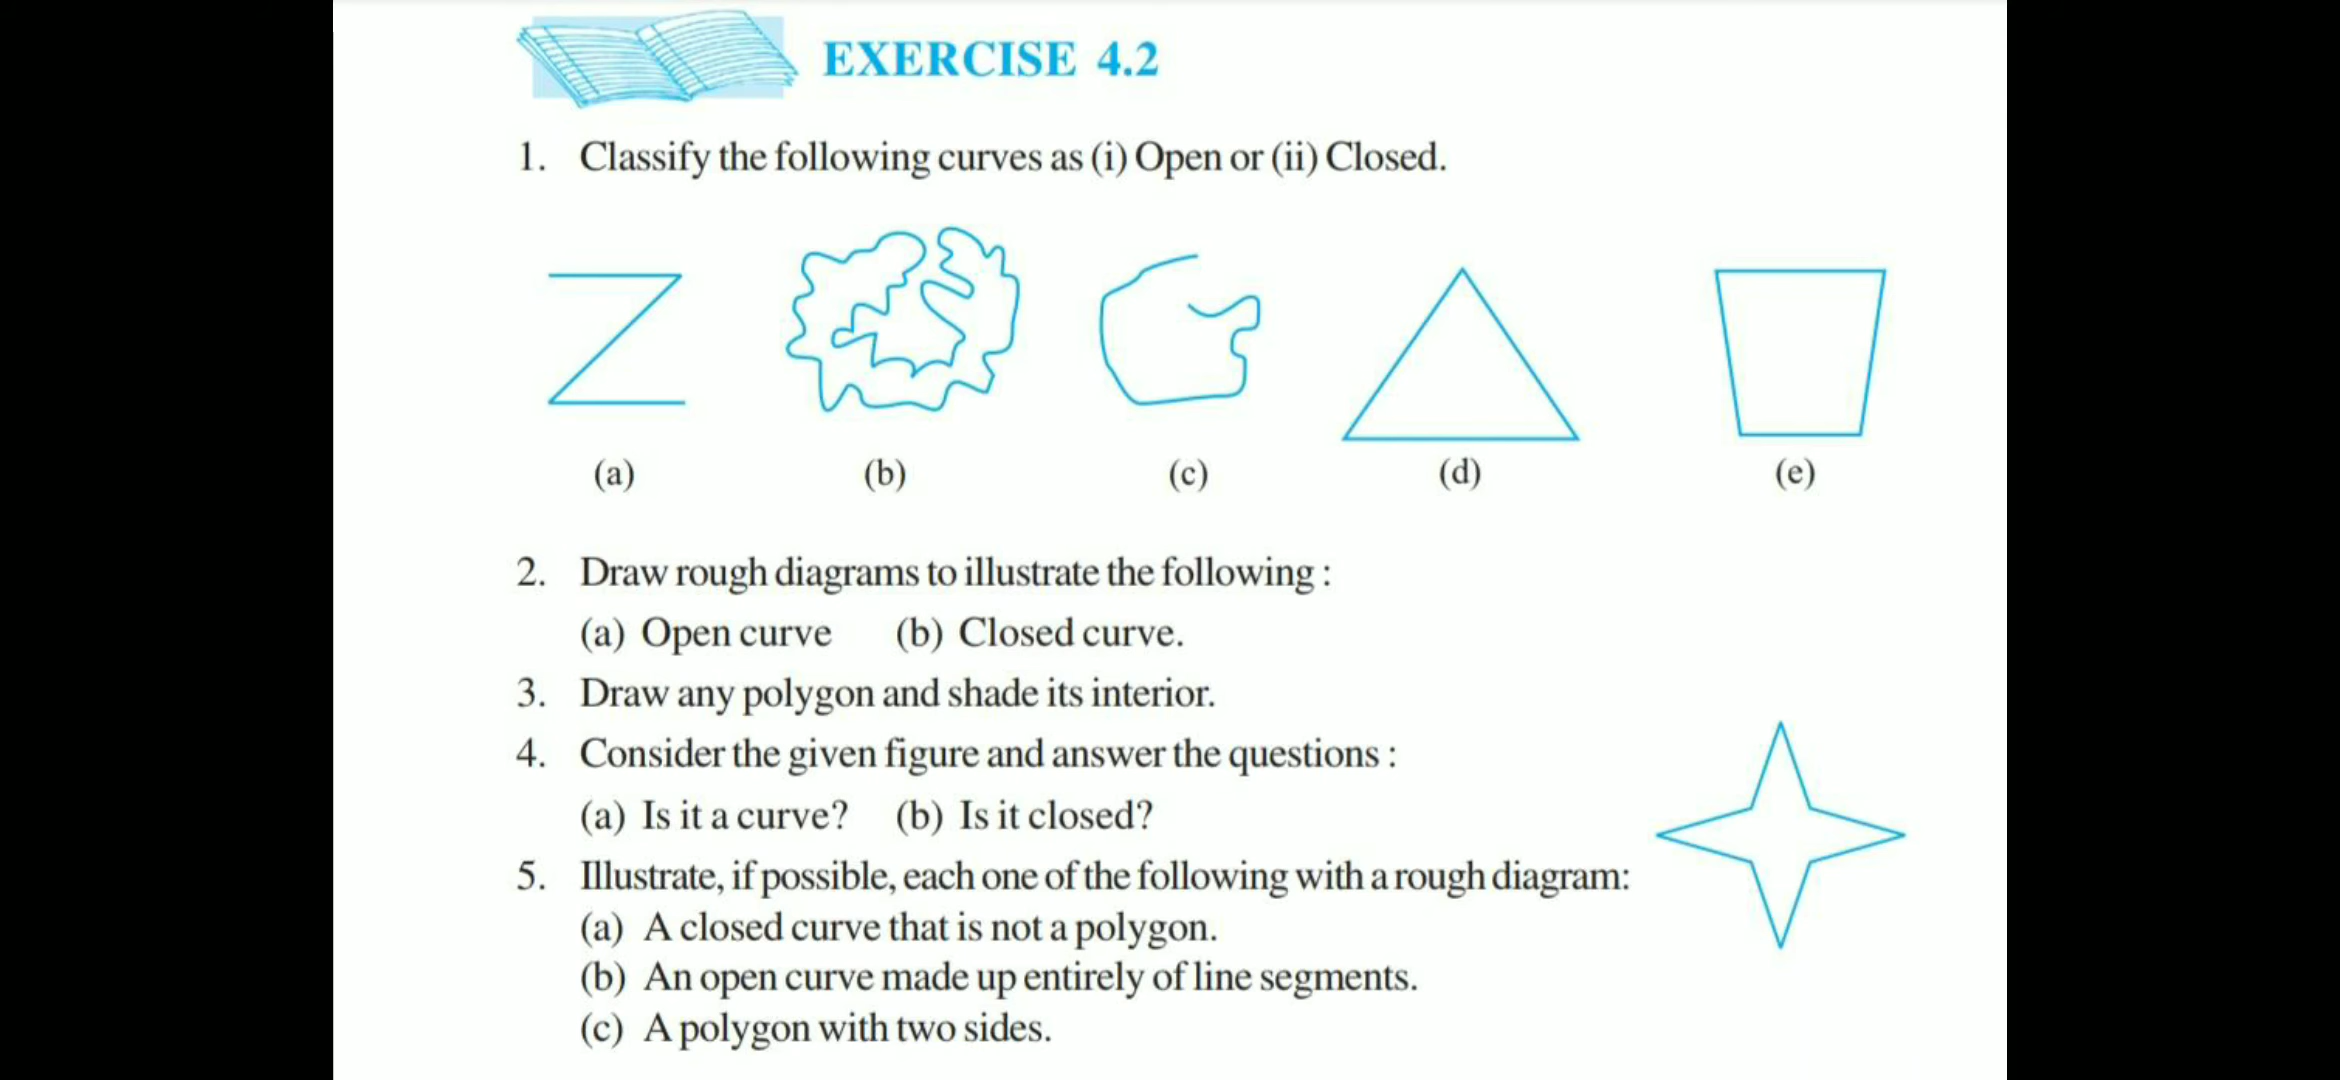 EXERCISE 4.2
1. Classify the following curves as (i) Open or (ii) Closed.
(a) (b) (c) (d) (e)
2. Draw rough diagrams to illustrate the following :
(a) Open curve (b) Closed curve.
3. Draw any polygon and shade its interior.
4. Consider the given figure and answer the questions :
(a) Is it a curve? (b) Is it closed?
5. Illustrate, if possible, each one of the following with a rough diagram:
(a) A closed curve that is not a polygon.
(b) An open curve made up entirely of line segments.
(c) A polygon with two sides.